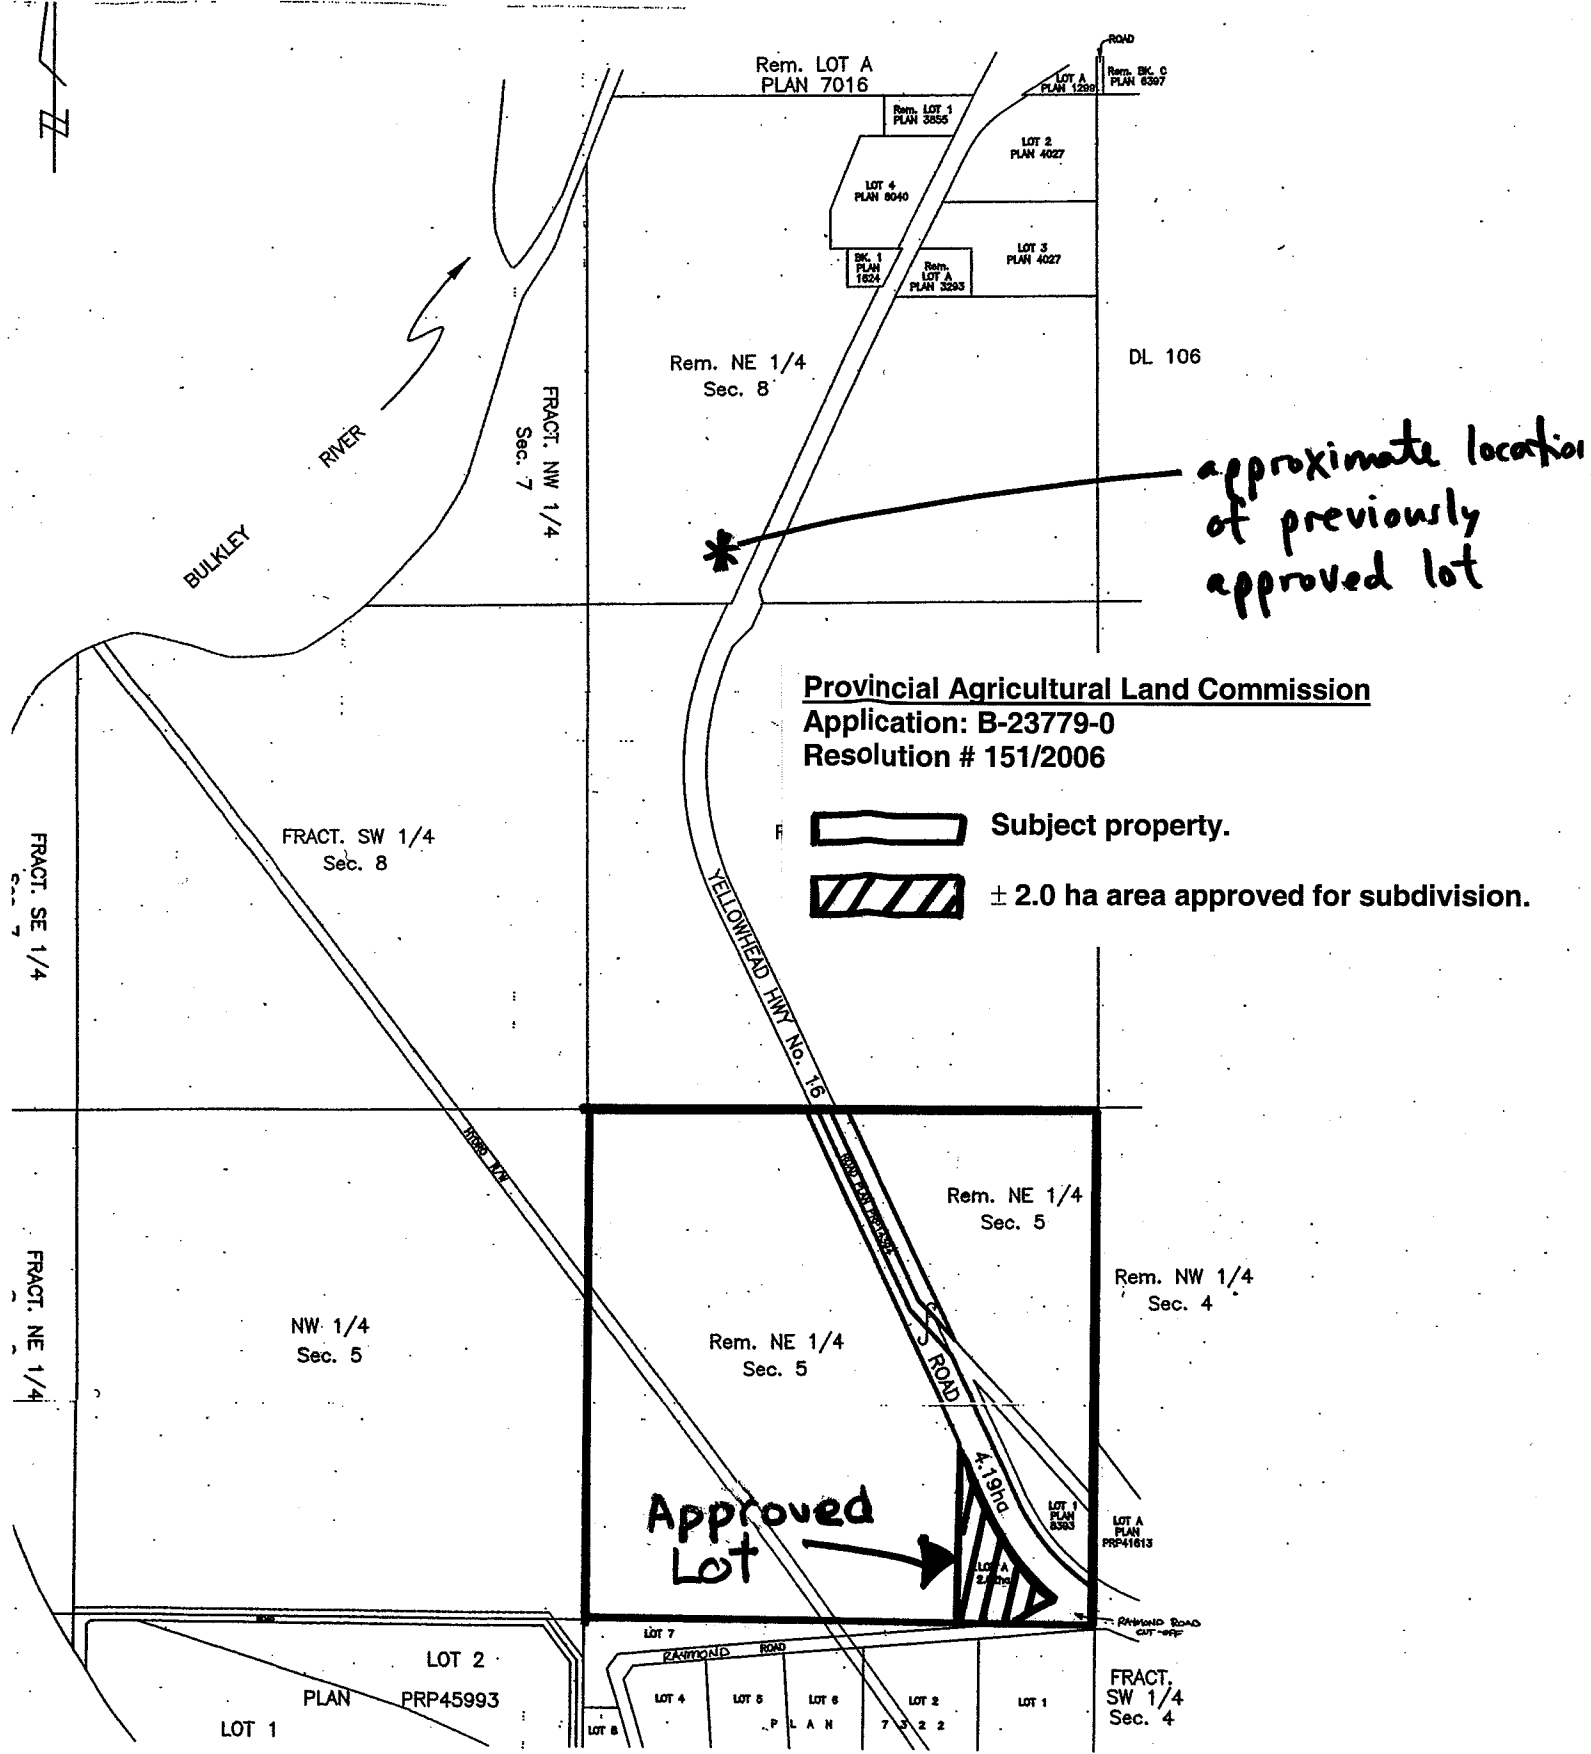 ROAD
Rem. LOT A
PLAN 7016
LOT A
PLAN 1299
Rem. BK. C
PLAN 6397
Rem. LOT 1
PLAN 3855
LOT 2
PLAN 4027
LOT 4
PLAN 8040
LOT 3
PLAN 4027
BK. 1
PLAN
1624
Rem.
LOT A
PLAN 3293
Rem. NE 1/4
Sec. 8
DL 106
FRACT. NW 1/4
Sec. 7
RIVER
BULKLEY
approximate location
of previously
approved lot
Provincial Agricultural Land Commission
Application: B-23779-0
Resolution # 151/2006
Subject property.
± 2.0 ha area approved for subdivision.
FRACT. SW 1/4
Sec. 8
FRACT. SE 1/4
7
YELLOWHEAD HWY No. 16
HYDRO R/W
ROAD PLAN
Rem. NE 1/4
Sec. 5
Rem. NW 1/4
Sec. 4
FRACT. NE 1/4
NW 1/4
Sec. 5
Rem. NE 1/4
Sec. 5
ROAD
4.19ha
Approved
Lot
LOT 1
PLAN
8393
LOT A
PLAN
PRP41613
LOT A
RAYMOND ROAD
CUT-OFF
ROAD
LOT 7
RAYMOND ROAD
LOT 2
PLAN PRP45993
LOT 1
LOT 8
LOT 4
LOT 5
LOT 6
LOT 2
LOT 1
PLAN 7322
FRACT.
SW 1/4
Sec. 4